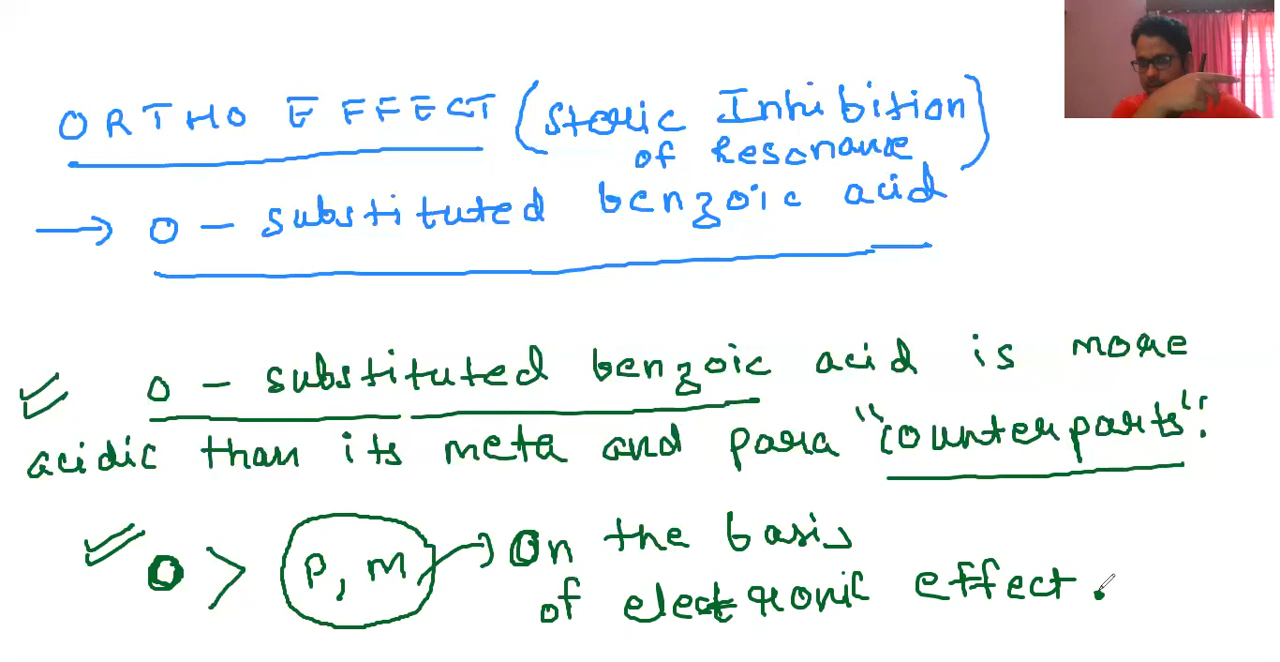 ORTHO EFFECT (Steric Inhibition
of Resonance)
→ O - substituted benzoic acid
O - substituted benzoic acid is more
acidic than its meta and para "counterparts".
O > P, M → On the basis
of electronic effect.